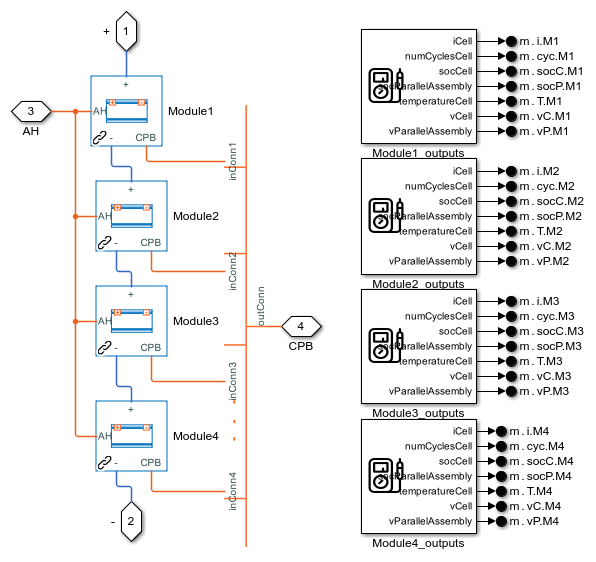 +
1
+
AH
Module1
-
CPB
3
AH
inConn1
+
AH
Module2
-
CPB
inConn2
+
AH
Module3
-
CPB
inConn3
+
AH
Module4
-
CPB
inConn4
-
2
outConn
4
CPB
iCell
m.i.M1
numCyclesCell
m.cyc.M1
socCell
m.socC.M1
socParallelAssembly
m.socP.M1
temperatureCell
m.T.M1
vCell
m.vC.M1
vParallelAssembly
m.vP.M1
Module1_outputs
iCell
m.i.M2
numCyclesCell
m.cyc.M2
socCell
m.socC.M2
socParallelAssembly
m.socP.M2
temperatureCell
m.T.M2
vCell
m.vC.M2
vParallelAssembly
m.vP.M2
Module2_outputs
iCell
m.i.M3
numCyclesCell
m.cyc.M3
socCell
m.socC.M3
socParallelAssembly
m.socP.M3
temperatureCell
m.T.M3
vCell
m.vC.M3
vParallelAssembly
m.vP.M3
Module3_outputs
iCell
m.i.M4
numCyclesCell
m.cyc.M4
socCell
m.socC.M4
socParallelAssembly
m.socP.M4
temperatureCell
m.T.M4
vCell
m.vC.M4
vParallelAssembly
m.vP.M4
Module4_outputs